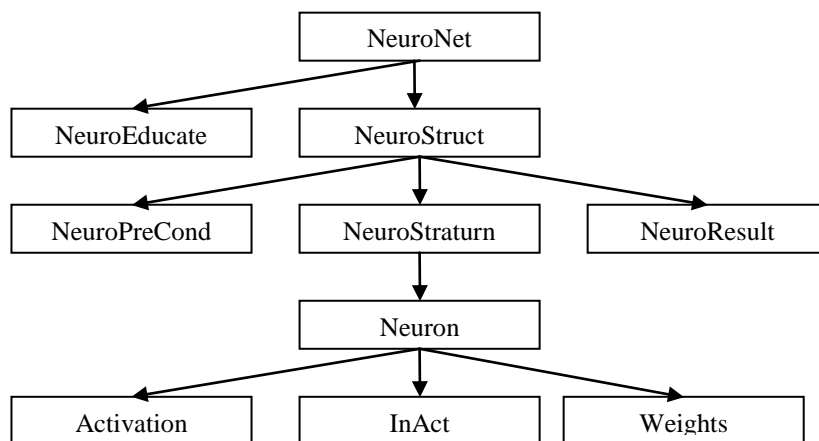 NeuroNet
NeuroEducate
NeuroStruct
NeuroPreCond
NeuroStraturn
NeuroResult
Neuron
Activation
InAct
Weights